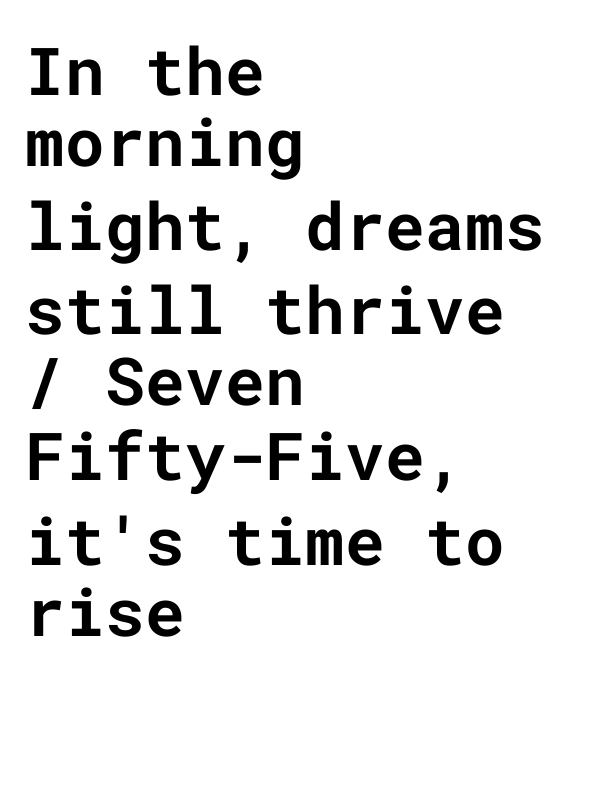 In the
morning
light, dreams
still thrive
/ Seven
Fifty-Five,
it's time to
rise